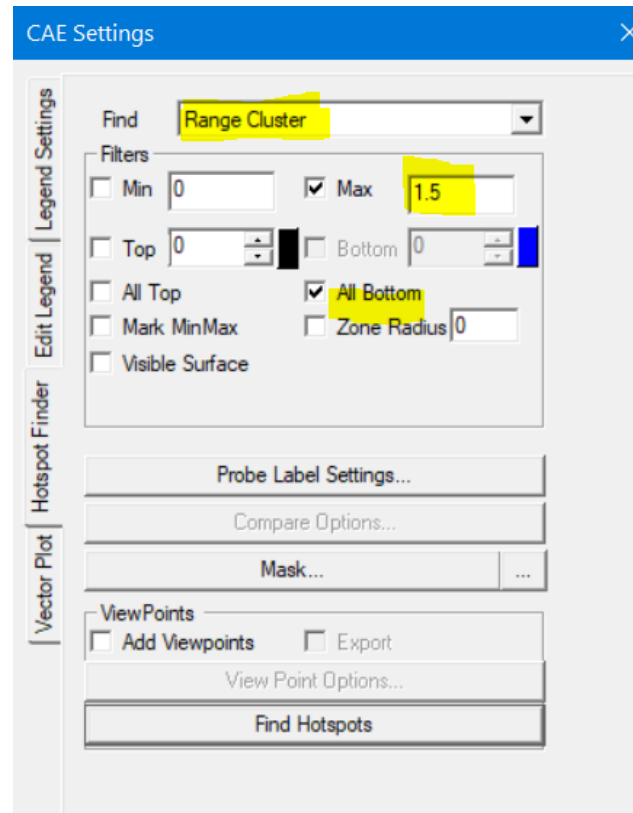 CAE Settings
Legend Settings
Edit Legend
Hotspot Finder
Vector Plot
Find Range Cluster
Filters
Min 0 Max 1.5
Top 0 Bottom 0
All Top All Bottom
Mark MinMax Zone Radius 0
Visible Surface
Probe Label Settings...
Compare Options...
Mask... ...
ViewPoints
Add Viewpoints Export
View Point Options...
Find Hotspots